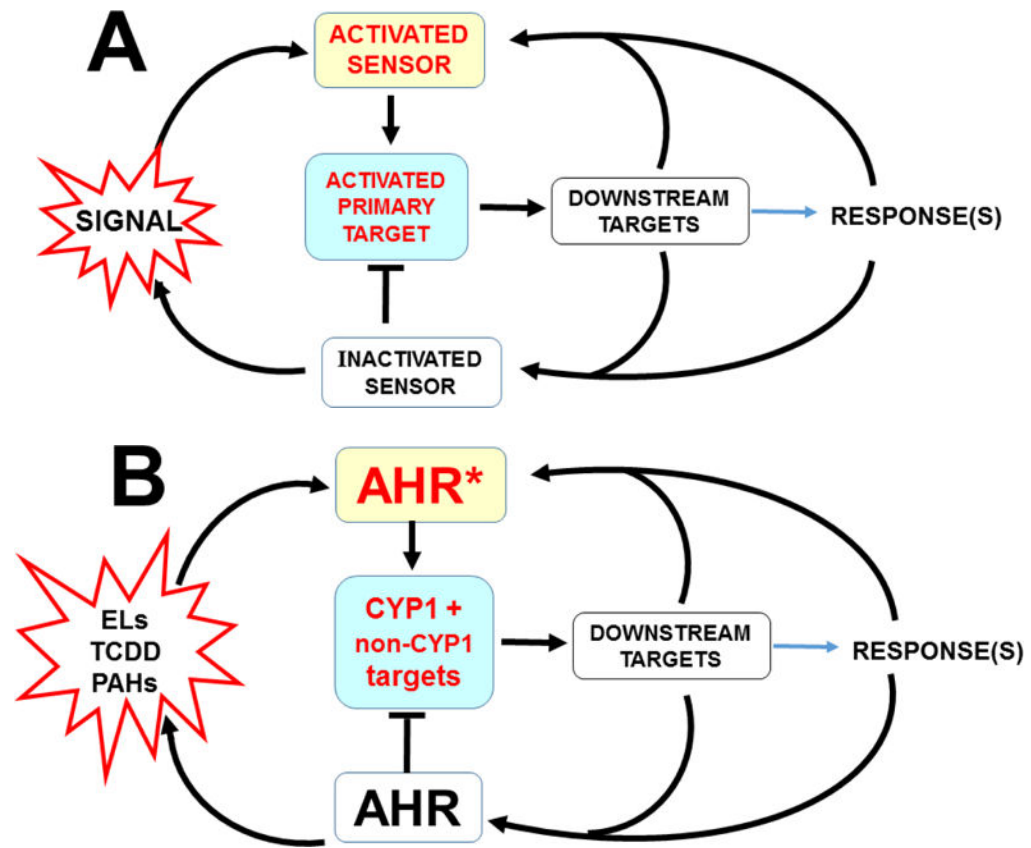 A
ACTIVATED
SENSOR
SIGNAL
ACTIVATED
PRIMARY
TARGET
DOWNSTREAM
TARGETS
RESPONSE(S)
INACTIVATED
SENSOR
B
AHR*
ELs
TCDD
PAHs
CYP1 +
non-CYP1
targets
DOWNSTREAM
TARGETS
RESPONSE(S)
AHR